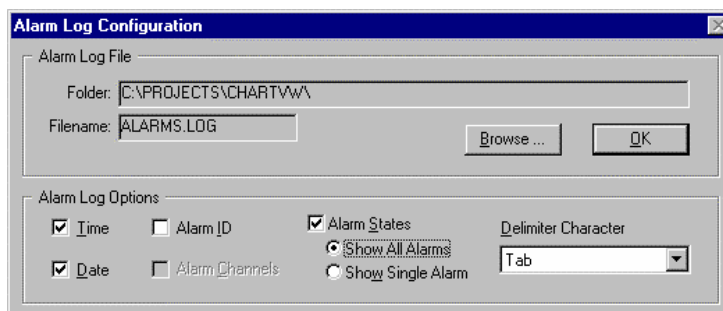 Alarm Log Configuration
Alarm Log File
Folder: C:\PROJECTS\CHARTVW\
Filename: ALARMS.LOG
Browse ... OK
Alarm Log Options
Time Alarm ID Alarm States Delimiter Character
Show All Alarms
Tab
Date Alarm Channels Show Single Alarm